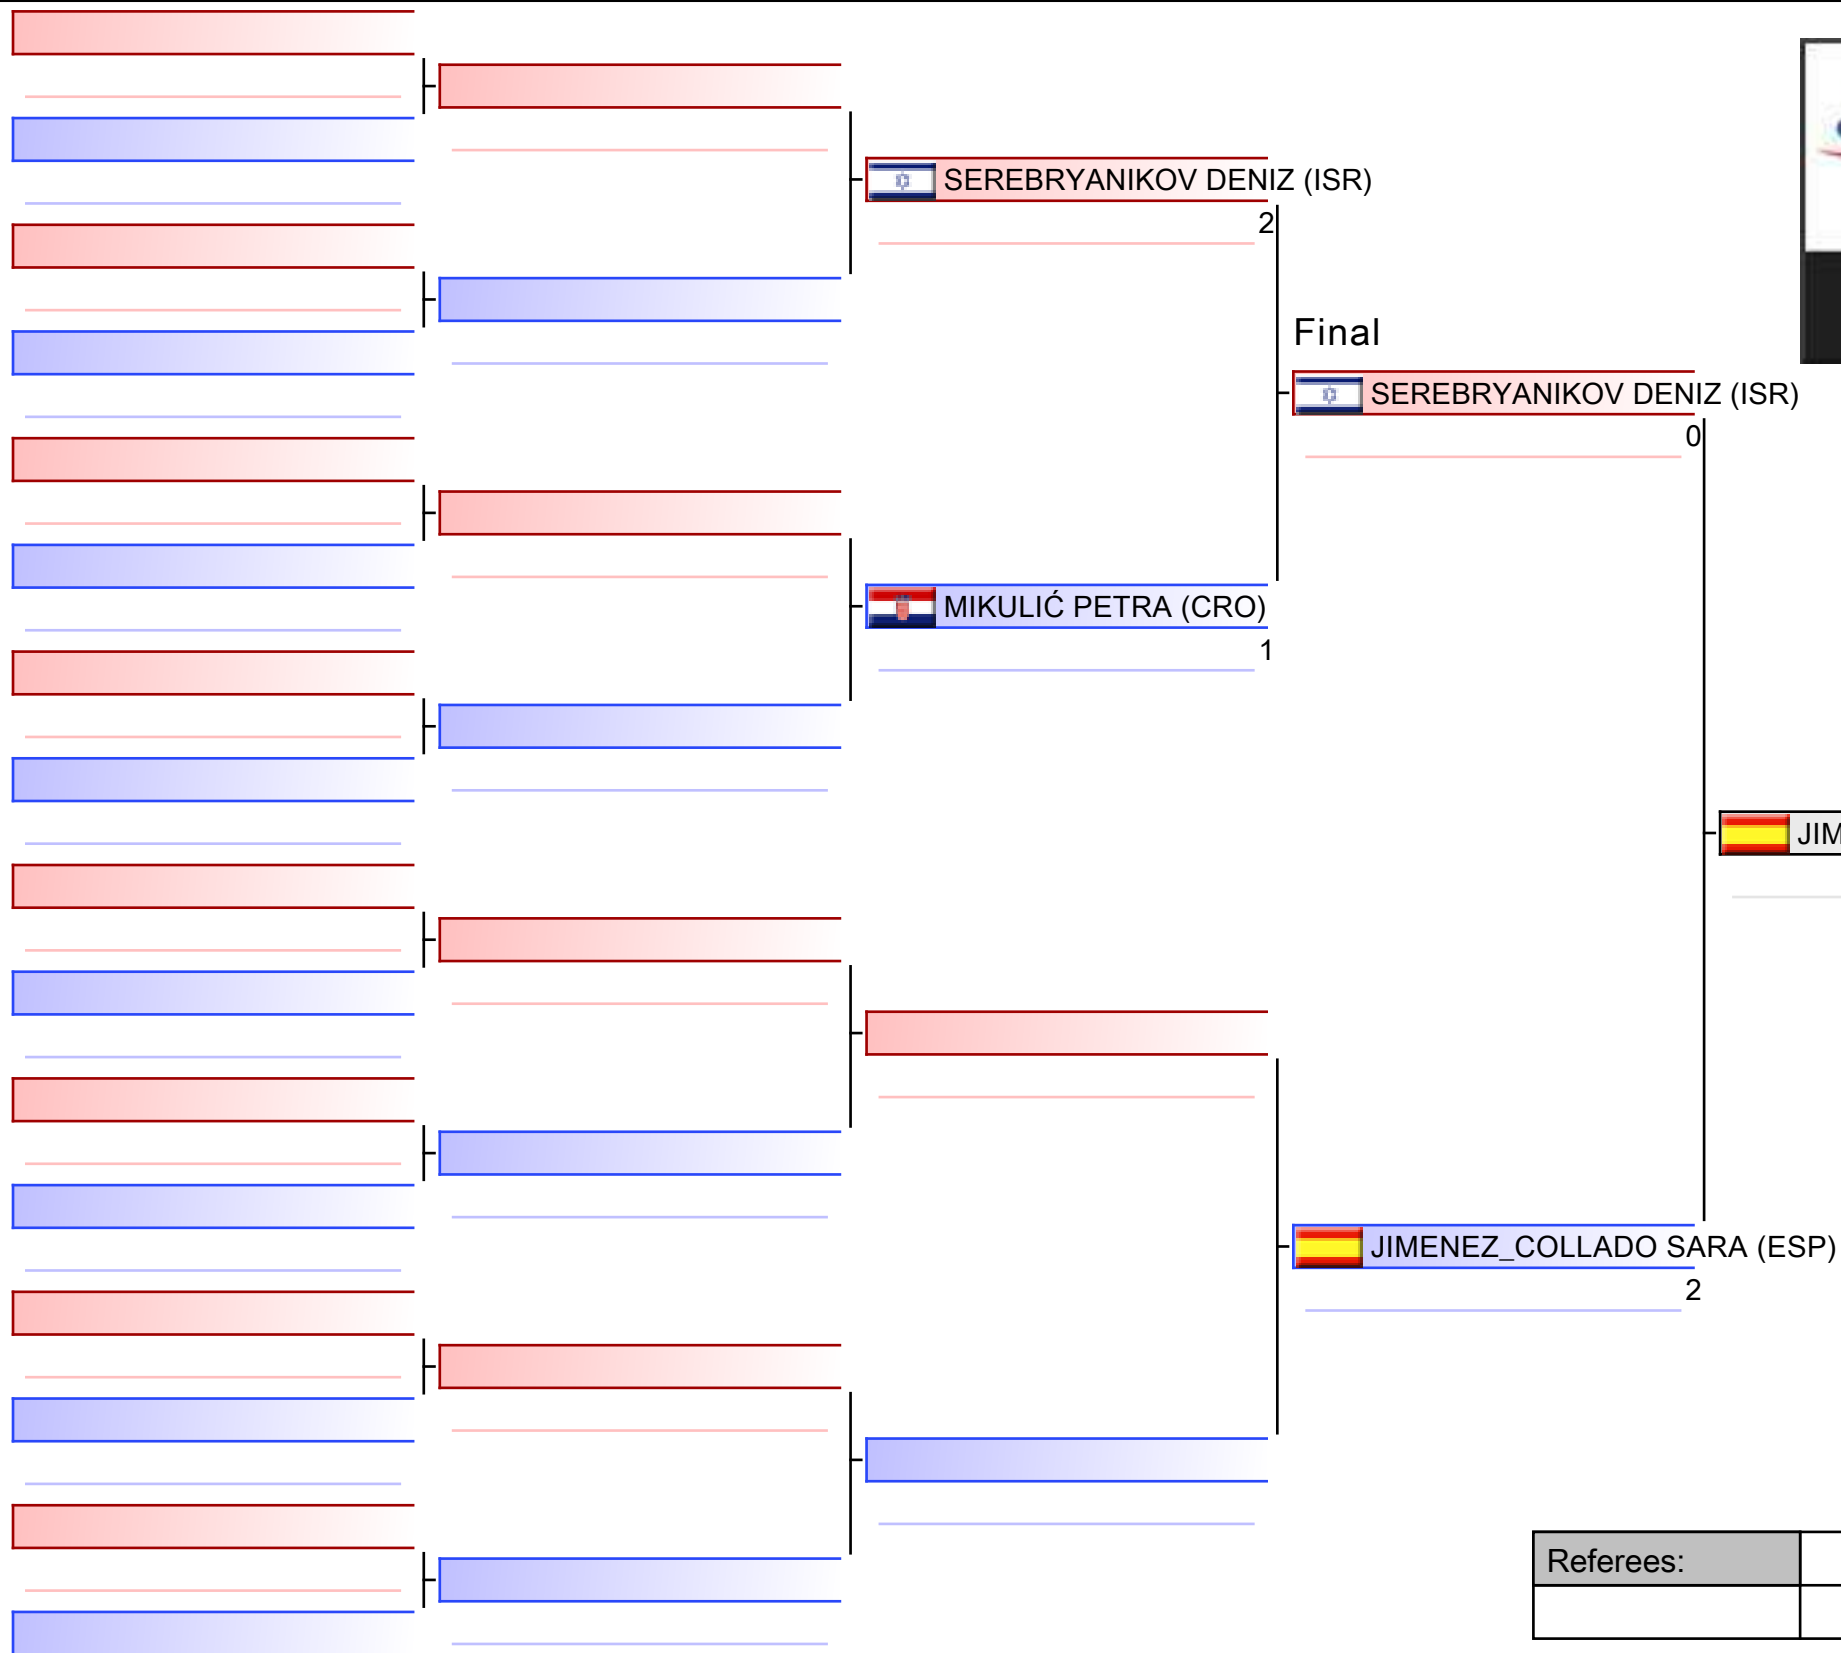 SEREBRYANIKOV DENIZ (ISR)
2
Final
SEREBRYANIKOV DENIZ (ISR)
0
MIKULIĆ PETRA (CRO)
1
JIM
JIMENEZ_COLLADO SARA (ESP)
2
Referees: